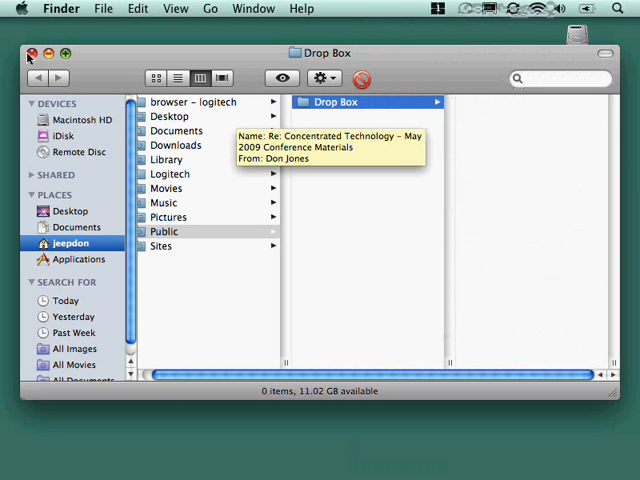 Finder File Edit View Go Window Help
1
Drop Box
DEVICES
Macintosh HD
iDisk
Remote Disc
SHARED
PLACES
Desktop
Documents
jeepdon
Applications
SEARCH FOR
Today
Yesterday
Past Week
All Images
All Movies
All Documents
browser - logitech
Desktop
Documents
Downloads
Library
Logitech
Movies
Music
Pictures
Public
Sites
Drop Box
Name: Re: Concentrated Technology - May
2009 Conference Materials
From: Don Jones
0 items, 11.02 GB available